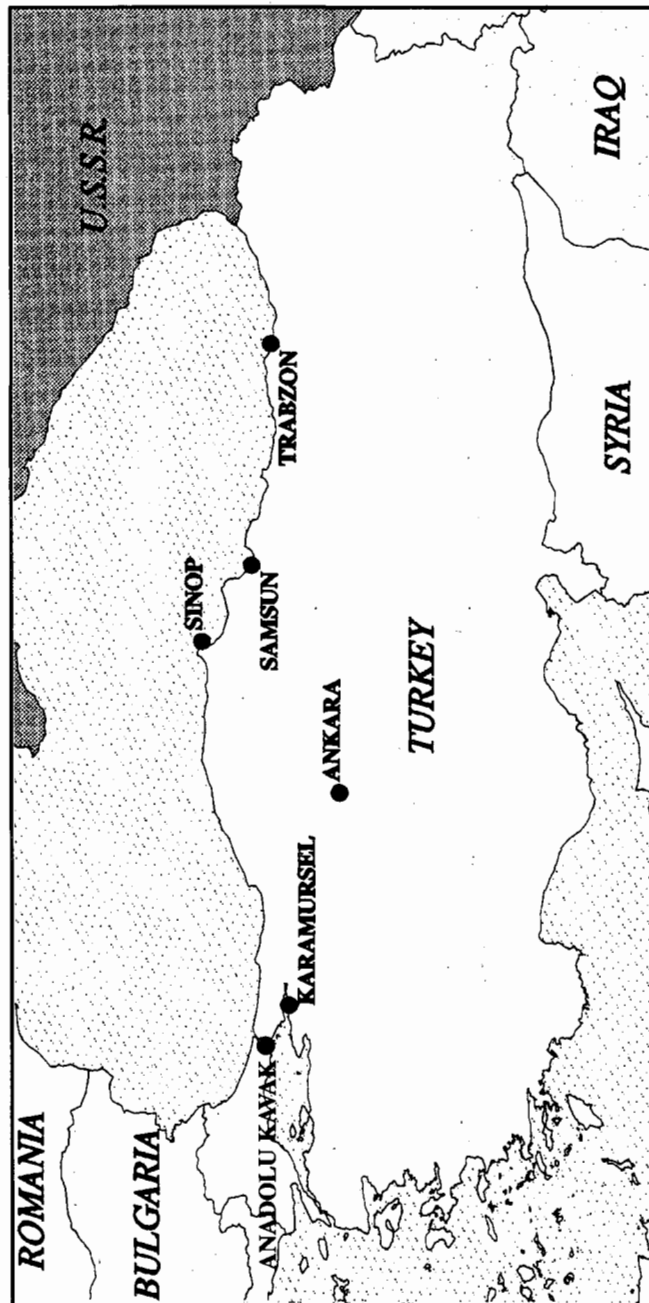 ROMANIA
U.S.S.R.
BULGARIA
SINOP
ANADOLU KAVAK
SAMSUN
TRABZON
KARAMURSEL
ANKARA
TURKEY
SYRIA
IRAQ